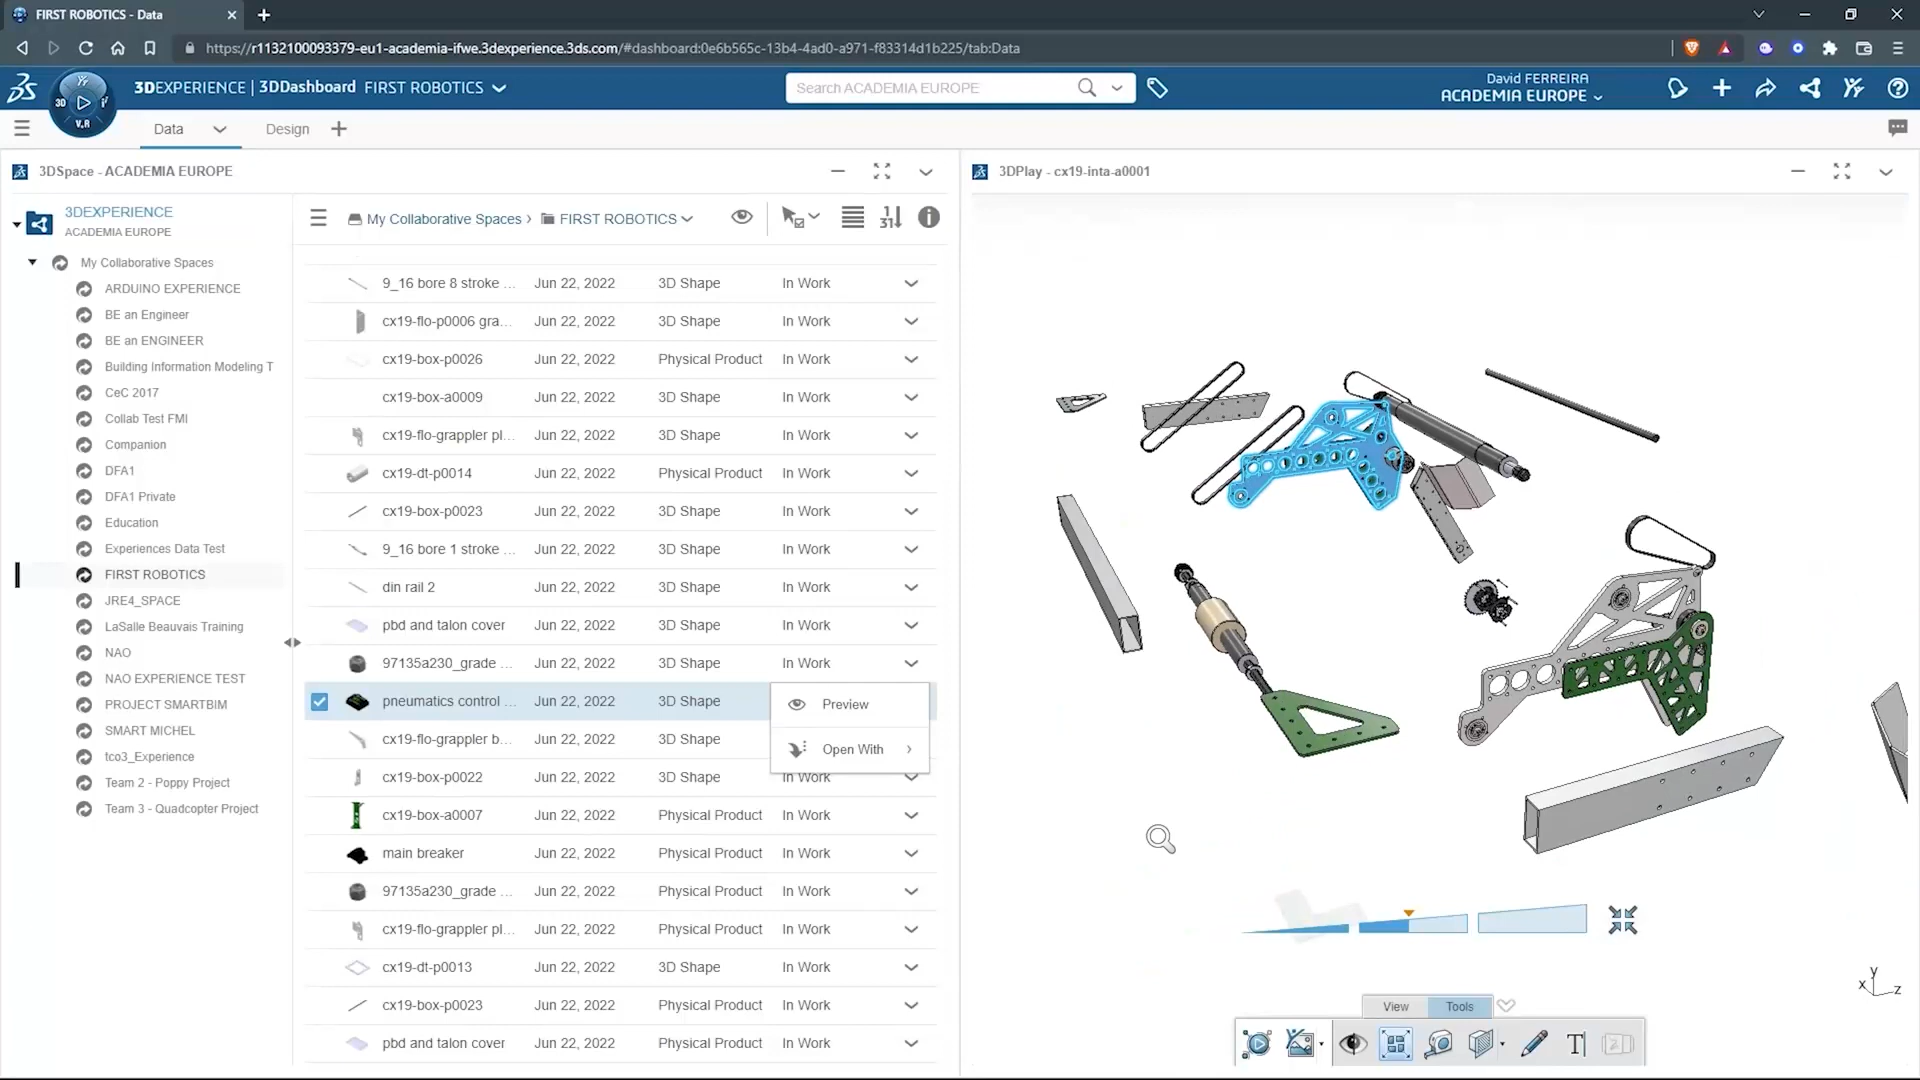 FIRST ROBOTICS - Data
https://r1132100093379-eu1-academia-ifwe.3dexperience.3ds.com/#dashboard:0e6b565c-13b4-4ad0-a971-f83314d1b225/tab:Data
3D
V.R
3DEXPERIENCE | 3DDashboard FIRST ROBOTICS
Search ACADEMIA EUROPE
David FERREIRA
ACADEMIA EUROPE
Data
Design
3DSpace - ACADEMIA EUROPE
3DPlay - cx19-inta-a0001
3DEXPERIENCE
ACADEMIA EUROPE
My Collaborative Spaces
ARDUINO EXPERIENCE
BE an Engineer
BE an ENGINEER
Building Information Modeling T
CeC 2017
Collab Test FMI
Companion
DFA1
DFA1 Private
Education
Experiences Data Test
FIRST ROBOTICS
JRE4_SPACE
LaSalle Beauvais Training
NAO
NAO EXPERIENCE TEST
PROJECT SMARTBIM
SMART MICHEL
tco3_Experience
Team 2 - Poppy Project
Team 3 - Quadcopter Project
My Collaborative Spaces › FIRST ROBOTICS
9_16 bore 8 stroke ... Jun 22, 2022 3D Shape In Work
cx19-flo-p0006 gra... Jun 22, 2022 3D Shape In Work
cx19-box-p0026 Jun 22, 2022 Physical Product In Work
cx19-box-a0009 Jun 22, 2022 3D Shape In Work
cx19-flo-grappler pl... Jun 22, 2022 3D Shape In Work
cx19-dt-p0014 Jun 22, 2022 Physical Product In Work
cx19-box-p0023 Jun 22, 2022 3D Shape In Work
9_16 bore 1 stroke ... Jun 22, 2022 3D Shape In Work
din rail 2 Jun 22, 2022 3D Shape In Work
pbd and talon cover Jun 22, 2022 3D Shape In Work
97135a230_grade ... Jun 22, 2022 3D Shape In Work
pneumatics control ... Jun 22, 2022 3D Shape
cx19-flo-grappler b... Jun 22, 2022 3D Shape
cx19-box-p0022 Jun 22, 2022 3D Shape In Work
cx19-box-a0007 Jun 22, 2022 Physical Product In Work
main breaker Jun 22, 2022 Physical Product In Work
97135a230_grade ... Jun 22, 2022 Physical Product In Work
cx19-flo-grappler pl... Jun 22, 2022 Physical Product In Work
cx19-dt-p0013 Jun 22, 2022 3D Shape In Work
cx19-box-p0023 Jun 22, 2022 Physical Product In Work
pbd and talon cover Jun 22, 2022 Physical Product In Work
Preview
Open With
y
x
z
View
Tools